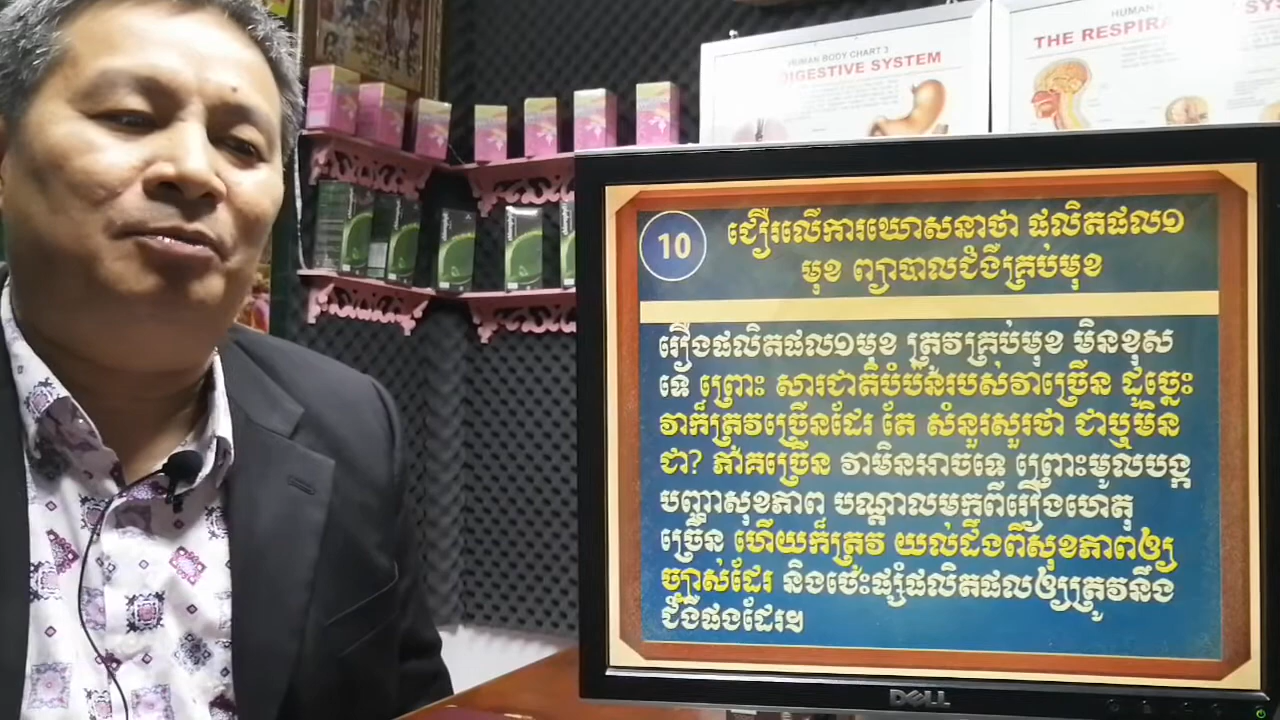 HUMAN BODY CHART 3
DIGESTIVE SYSTEM
HUMAN
THE RESPIRA
10
ជឿរលើការឃោសនាថា ផលិតផល១
មុខ ព្យាបាលជំងឺគ្រប់មុខ
រឿងផលិតផល១មុខ ត្រូវគ្រុប់មុខ មិនខុស
ទេ ព្រោះ សារជាតិបំប៉នរបស់វាច្រើន ដូច្នេះ
វាក៏ត្រូវច្រើនដែរ តែ សំនួរសួរថា ជាឬមិន
ជា? ភាគច្រើន វាមិនអាចទេ ព្រោះមូលបង្ក
បញ្ហាសុខភាព បណ្តាលមកពីរឿងហេតុ
ច្រើន ហើយក៏ត្រូវ យល់ដឹងពីសុខភាពឲ្យ
ច្បាស់ដែរ និងចេះផ្សំផលិតផលឲ្យត្រូវនឹង
ជំងឺផងដែរ។
DELL